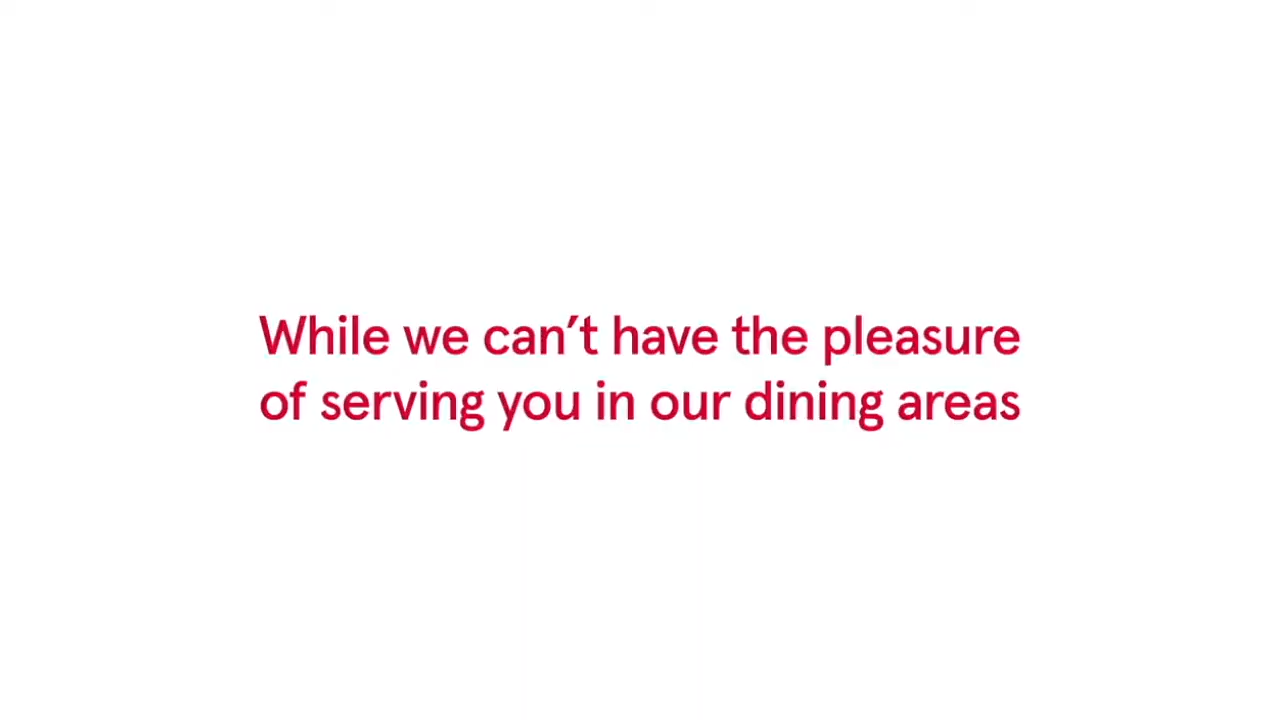 While we can’t have the pleasure
of serving you in our dining areas